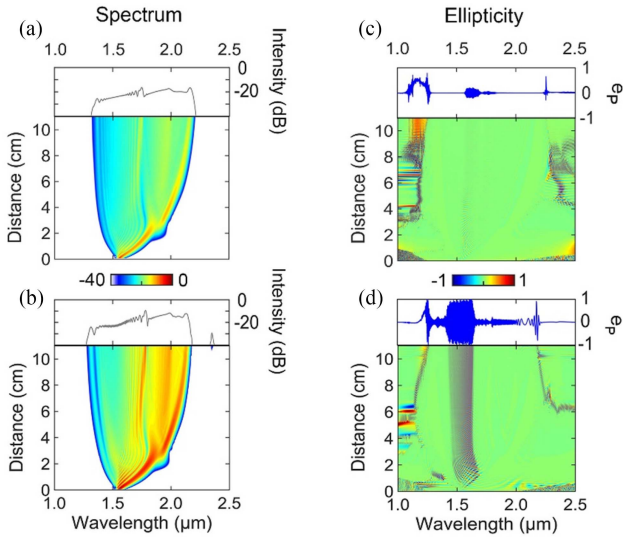 Spectrum
(a)
1.0 1.5 2.0 2.5
0
-20
Intensity (dB)
10
8
6
4
2
0
Distance (cm)
-40 0
(b)
0
-20
Intensity (dB)
10
8
6
4
2
0
Distance (cm)
1.0 1.5 2.0 2.5
Wavelength (μm)
Ellipticity
(c)
1.0 1.5 2.0 2.5
1
0
-1
eP
10
8
6
4
2
0
Distance (cm)
-1 1
(d)
1
0
-1
eP
10
8
6
4
2
0
Distance (cm)
1.0 1.5 2.0 2.5
Wavelength (μm)